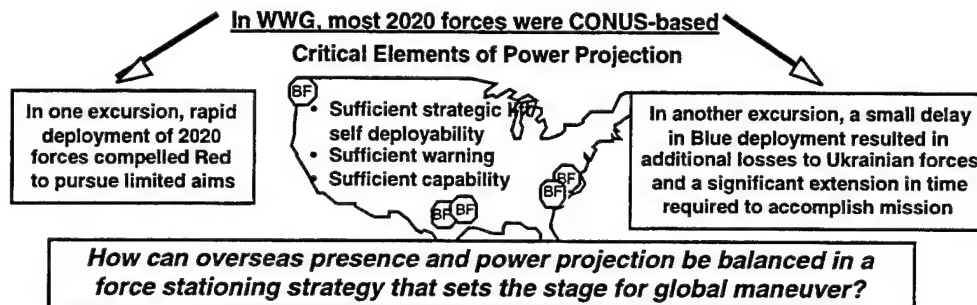 In WWG, most 2020 forces were CONUS-based
Critical Elements of Power Projection
In one excursion, rapid
deployment of 2020
forces compelled Red
to pursue limited aims
BF
• Sufficient strategic
self deployability
• Sufficient warning
• Sufficient capability
BF
BF
BF
BF
In another excursion, a small delay
in Blue deployment resulted in
additional losses to Ukrainian forces
and a significant extension in time
required to accomplish mission
How can overseas presence and power projection be balanced in a
force stationing strategy that sets the stage for global maneuver?